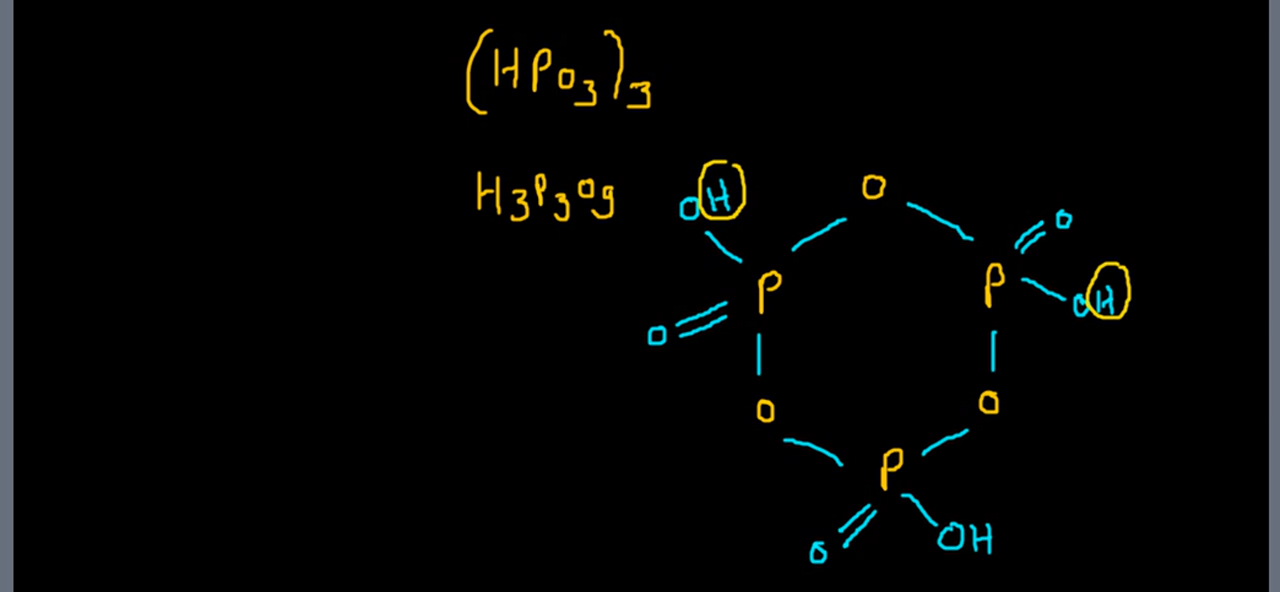 (HPO3)3
H3P3O9
OH O O
P P OH
O
O O
P
O OH